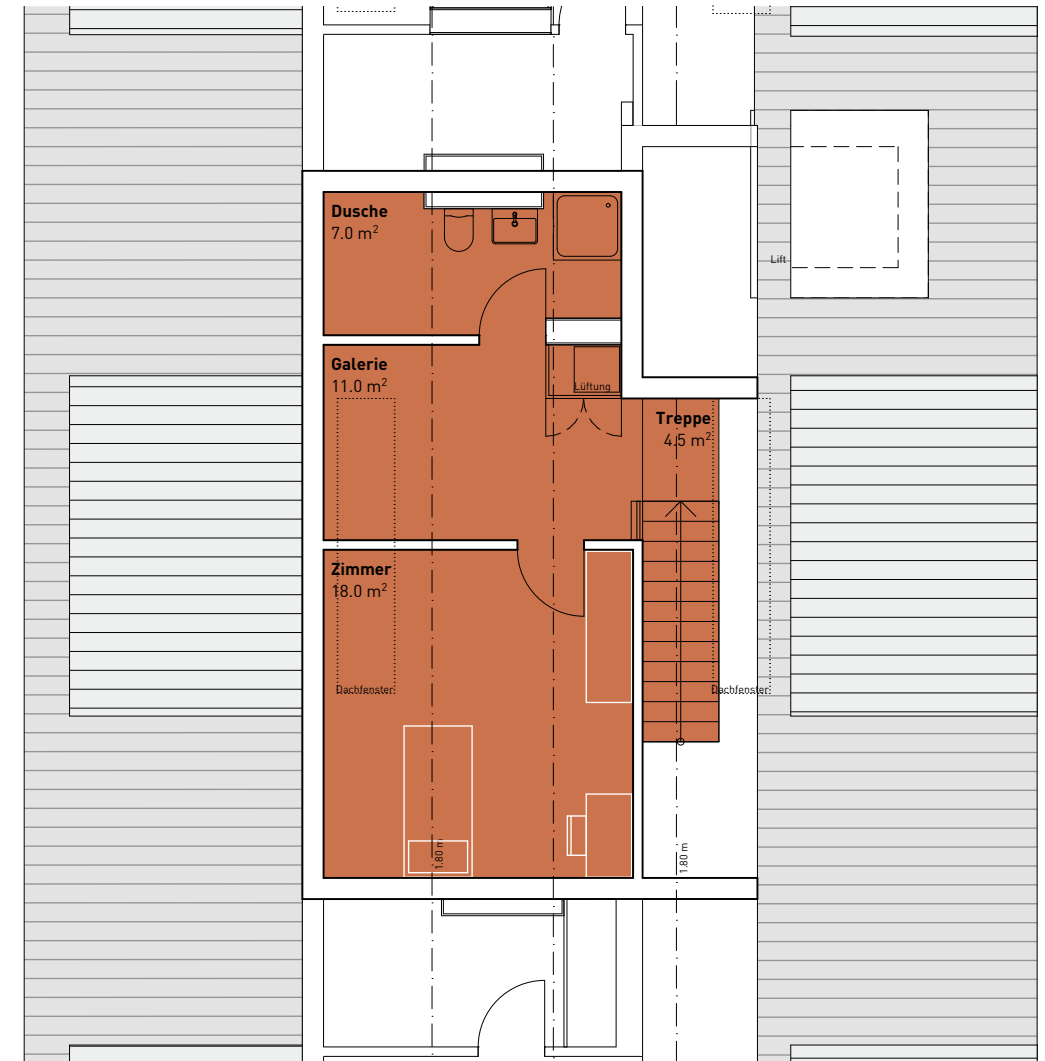 Dusche
7.0 m²
Lift
Galerie
11.0 m²
Lüftung
Treppe
4.5 m²
Zimmer
18.0 m²
Dachfenster
Dachfenster
1.80 m
1.80 m